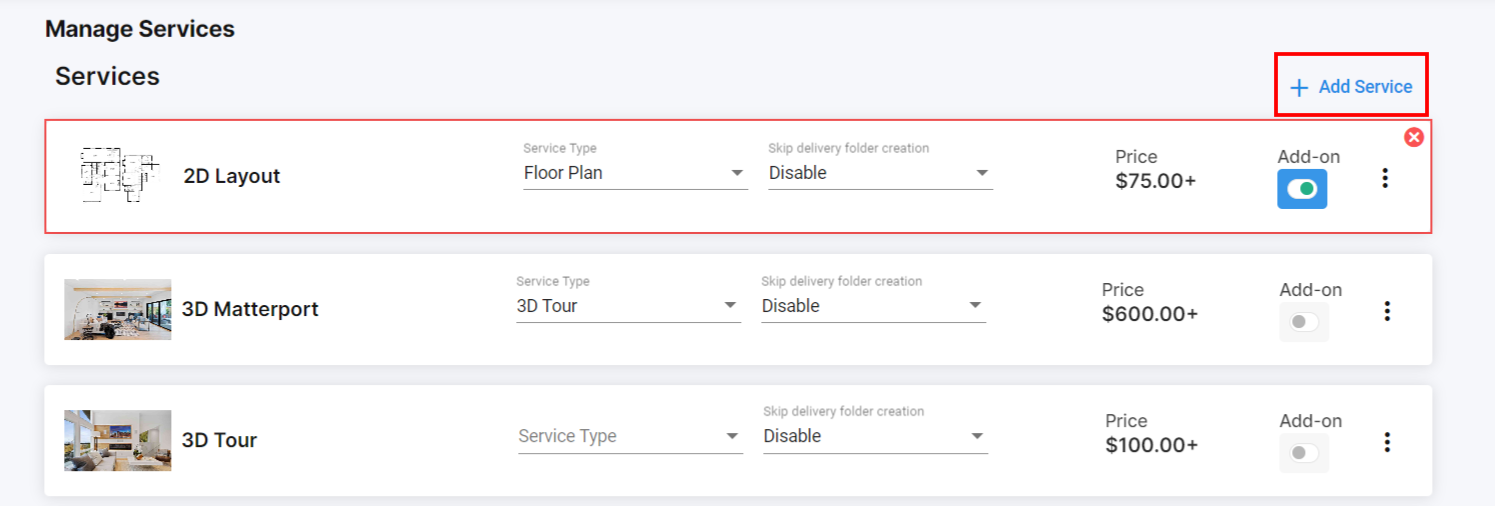 Manage Services
Services
+ Add Service
2D Layout
Service Type
Floor Plan
Skip delivery folder creation
Disable
Price
$75.00+
Add-on
3D Matterport
Service Type
3D Tour
Skip delivery folder creation
Disable
Price
$600.00+
Add-on
3D Tour
Service Type
Skip delivery folder creation
Disable
Price
$100.00+
Add-on